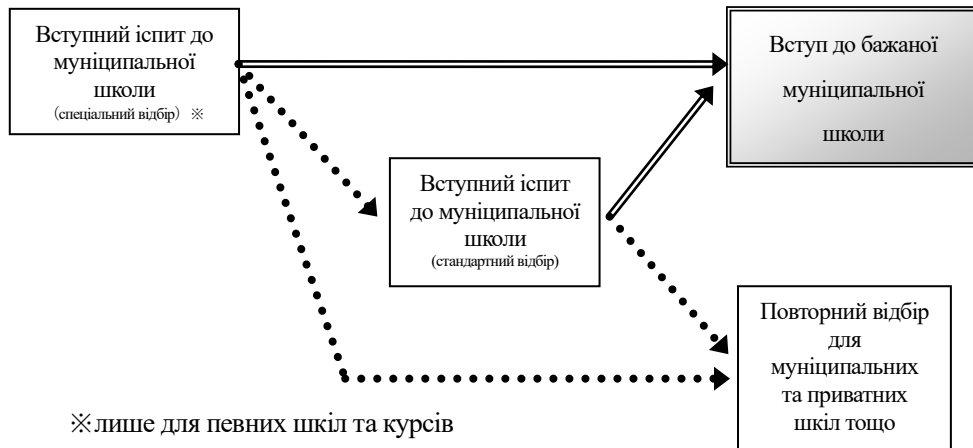 Вступний іспит до
муніципальної
школи
(спеціальний відбір) ※
Вступ до бажаної
муніципальної
школи
Вступний іспит
до муніципальної
школи
(стандартний відбір)
Повторний відбір
для
муніципальних
та приватних
шкіл тощо
※лише для певних шкіл та курсів